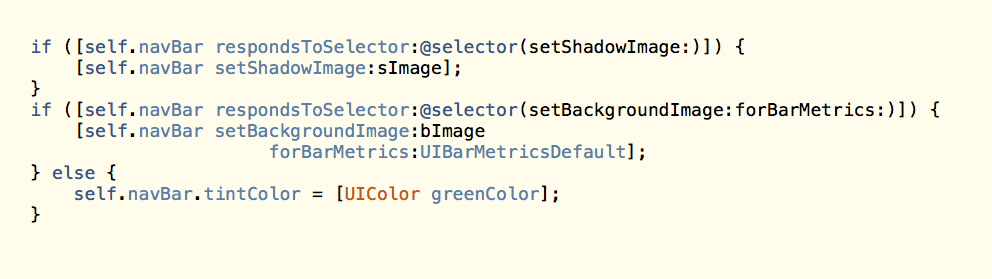 if ([self.navBar respondsToSelector:@selector(setShadowImage:)]) {
    [self.navBar setShadowImage:sImage];
}
if ([self.navBar respondsToSelector:@selector(setBackgroundImage:forBarMetrics:)]) {
    [self.navBar setBackgroundImage:bImage
                      forBarMetrics:UIBarMetricsDefault];
} else {
    self.navBar.tintColor = [UIColor greenColor];
}